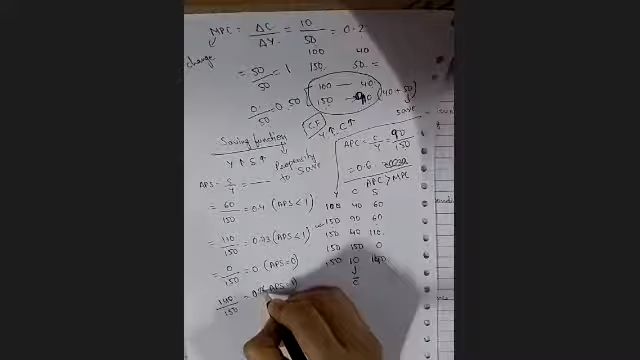 MPC = ΔC/ΔY = 10/50 = 0.2
change
100 40
= 50/50 = 1 150 50 =
100 — 40
0/50 0.50 150 — 90 (40 + 50)
save
C.F
Y↑ C↑
Saving function
Y↑ S↑ Propensity to save
APC = C/Y = 90/150
= 0.6
APC > MPC
APS = C/Y =
Y C S
= 60/150 = 0.4 (APS < 1) 100 40 60
150 90 60
= 110/150 = 0.73 (APS < 1) 150 40 110
= 0/150 = 0 (APS = 0) 150 150 0
150 10 140
140/150 =
c̄